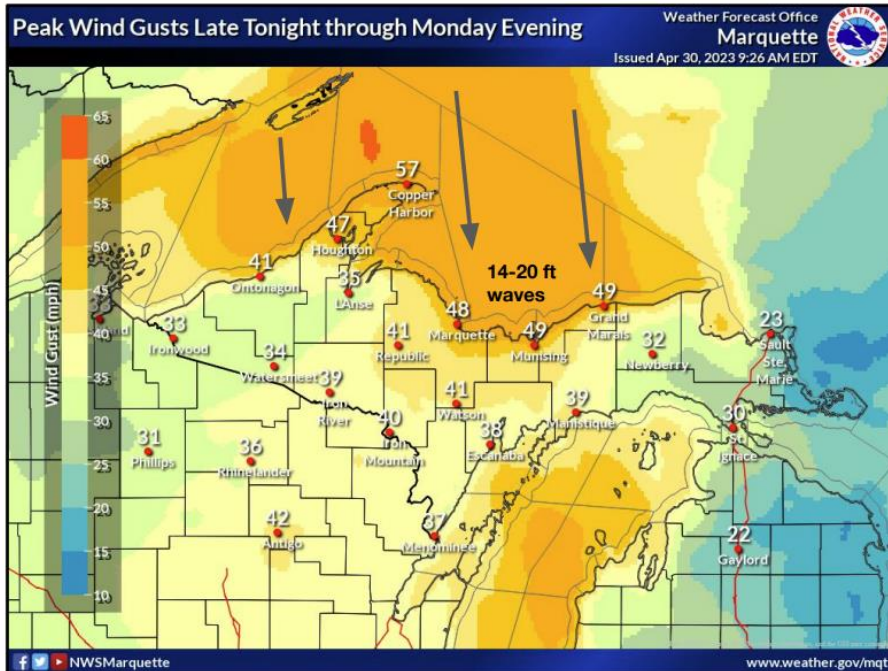 Peak Wind Gusts Late Tonight through Monday Evening
Weather Forecast Office
Marquette
Issued Apr 30, 2023 9:26 AM EDT
NATIONAL WEATHER SERVICE
Wind Gust (mph)
65
60
55
50
45
40
35
30
25
20
15
10
57
Copper
Harbor
47
Houghton
41
Ontonagon
35
L'Anse
14-20 ft
waves
48
Marquette
49
Munising
49
Grand
Marais
23
Sault
Ste.
Marie
33
Ironwood
41
Republic
32
Newberry
34
Watersmeet
39
Iron
River
41
Watson
39
Manistique
30
St
Ignace
40
Iron
Mountain
38
Escanaba
31
Phillips
36
Rhinelander
42
Antigo
37
Menominee
22
Gaylord
NWSMarquette
www.weather.gov/mqt